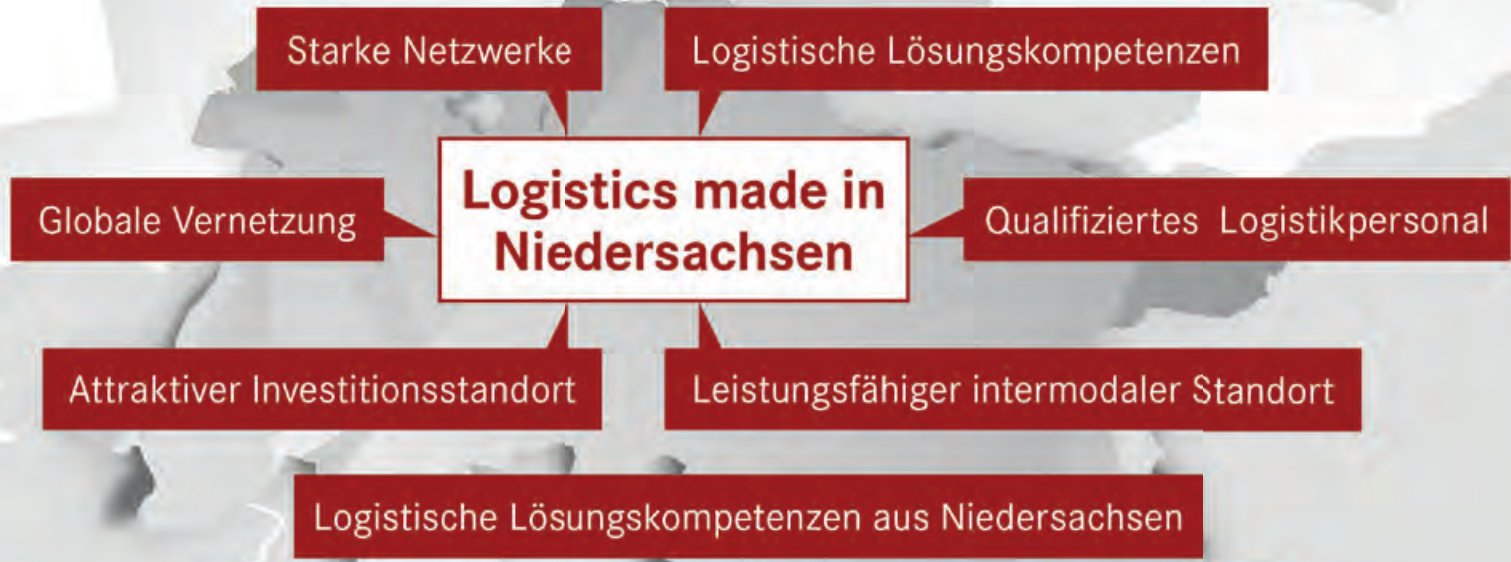 Starke Netzwerke
Logistische Lösungskompetenzen
Logistics made in
Niedersachsen
Globale Vernetzung
Qualifiziertes Logistikpersonal
Attraktiver Investitionsstandort
Leistungsfähiger intermodaler Standort
Logistische Lösungskompetenzen aus Niedersachsen